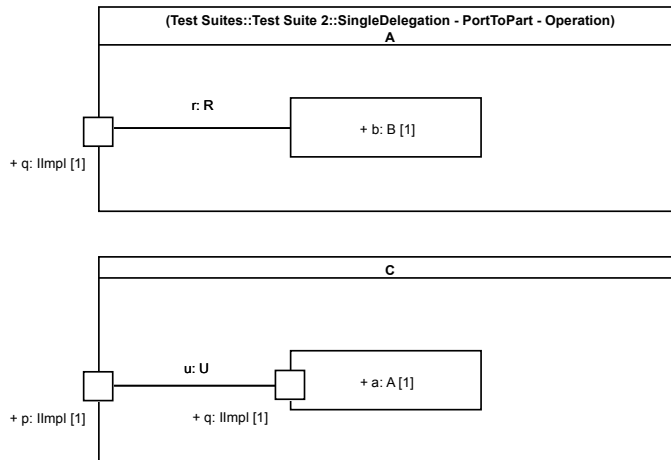 (Test Suites::Test Suite 2::SingleDelegation - PortToPart - Operation)
A
r: R
+ b: B [1]
+ q: IImpl [1]
C
u: U
+ a: A [1]
+ p: IImpl [1]
+ q: IImpl [1]